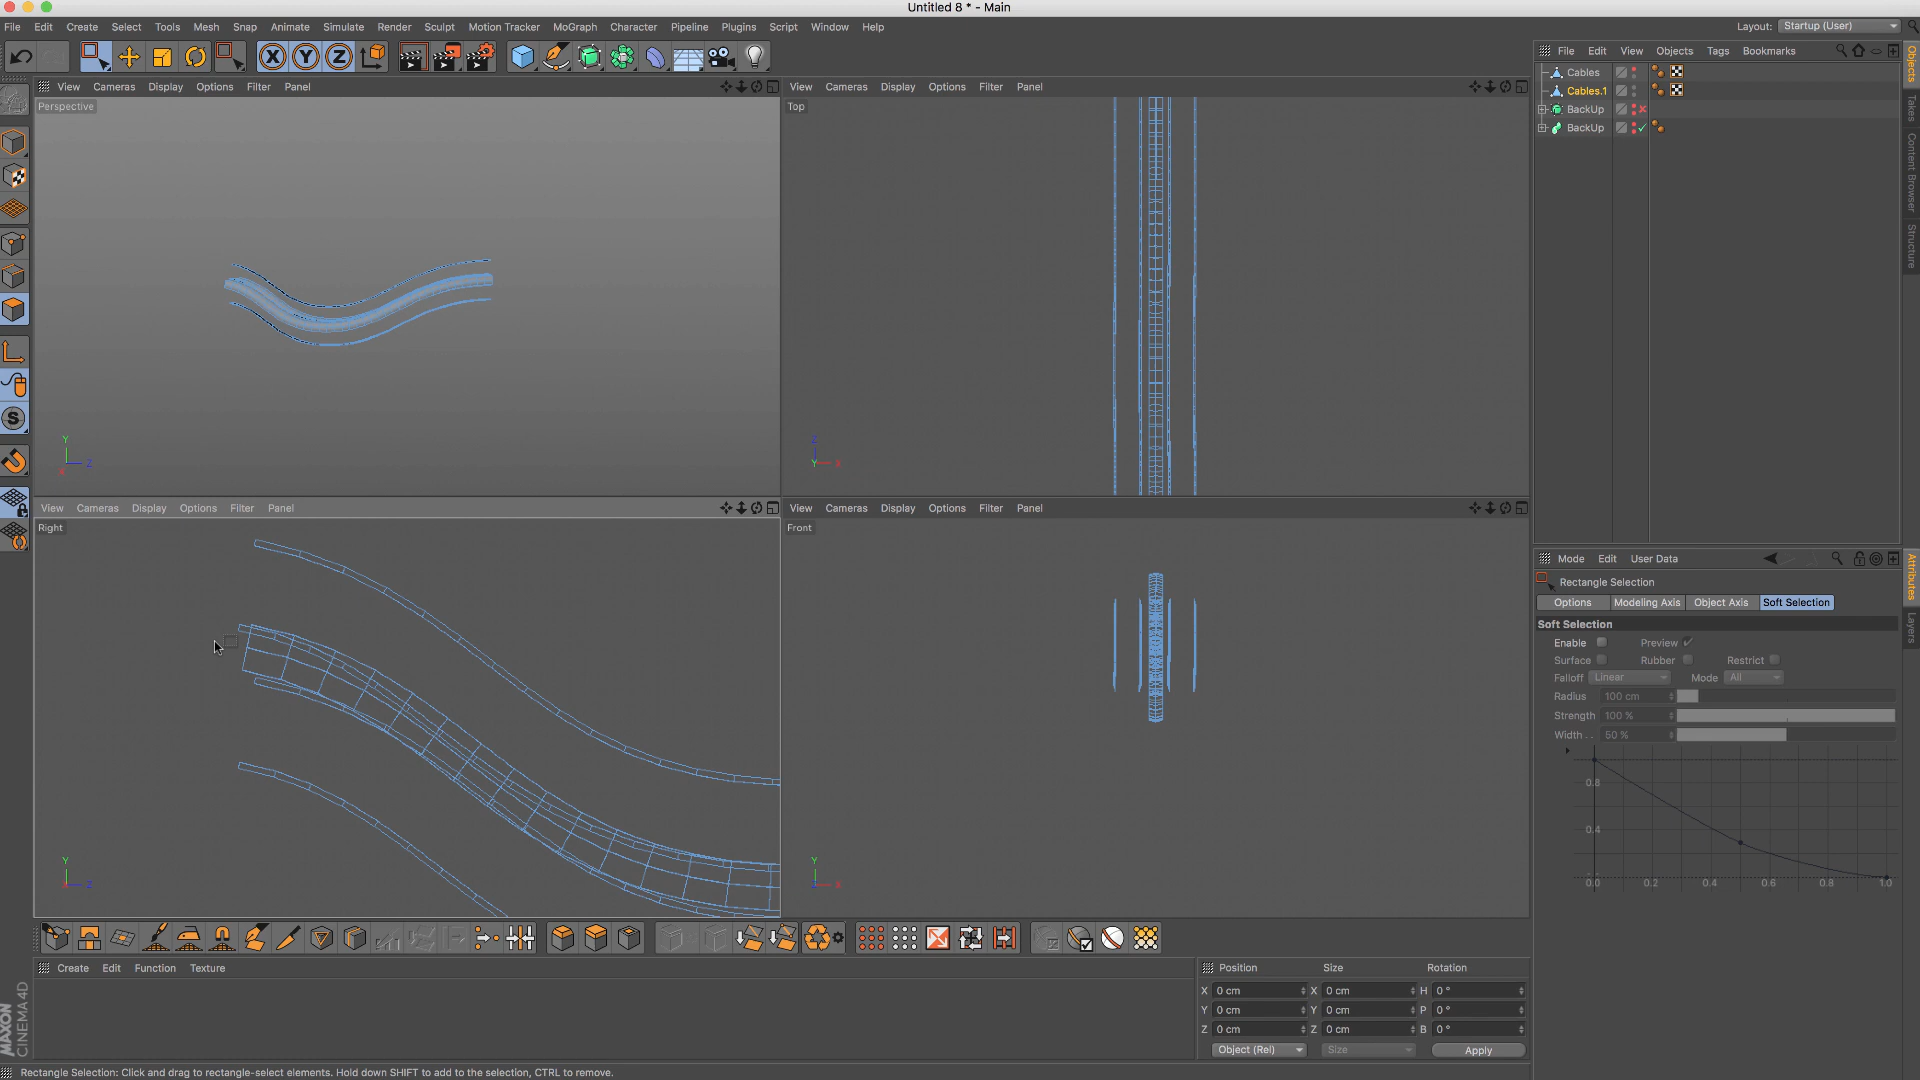 Untitled 8 * - Main
File Edit Create Select Tools Mesh Snap Animate Simulate Render Sculpt Motion Tracker MoGraph Character Pipeline Plugins Script Window Help
Layout: Startup (User)
X Y Z
File Edit View Objects Tags Bookmarks
View Cameras Display Options Filter Panel
View Cameras Display Options Filter Panel
Perspective
Top
Cables
Cables.1
BackUp
BackUp
Objects
Takes
Content Browser
Structure
S
Y
Z
X
Z
Y
X
View Cameras Display Options Filter Panel
View Cameras Display Options Filter Panel
Right
Front
Y
X
Z
Y
Z
X
Mode Edit User Data
Rectangle Selection
Options Modeling Axis Object Axis Soft Selection
Soft Selection
Enable Preview
Surface Rubber Restrict
Falloff Linear Mode All
Radius 100 cm
Strength 100 %
Width . . 50 %
0.8
0.4
0.0 0.2 0.4 0.6 0.8 1.0
Attributes
Layers
Create Edit Function Texture
Position Size Rotation
X 0 cm X 0 cm H 0 °
Y 0 cm Y 0 cm P 0 °
Z 0 cm Z 0 cm B 0 °
Object (Rel) Size Apply
MAXON
CINEMA 4D
Rectangle Selection: Click and drag to rectangle-select elements. Hold down SHIFT to add to the selection, CTRL to remove.